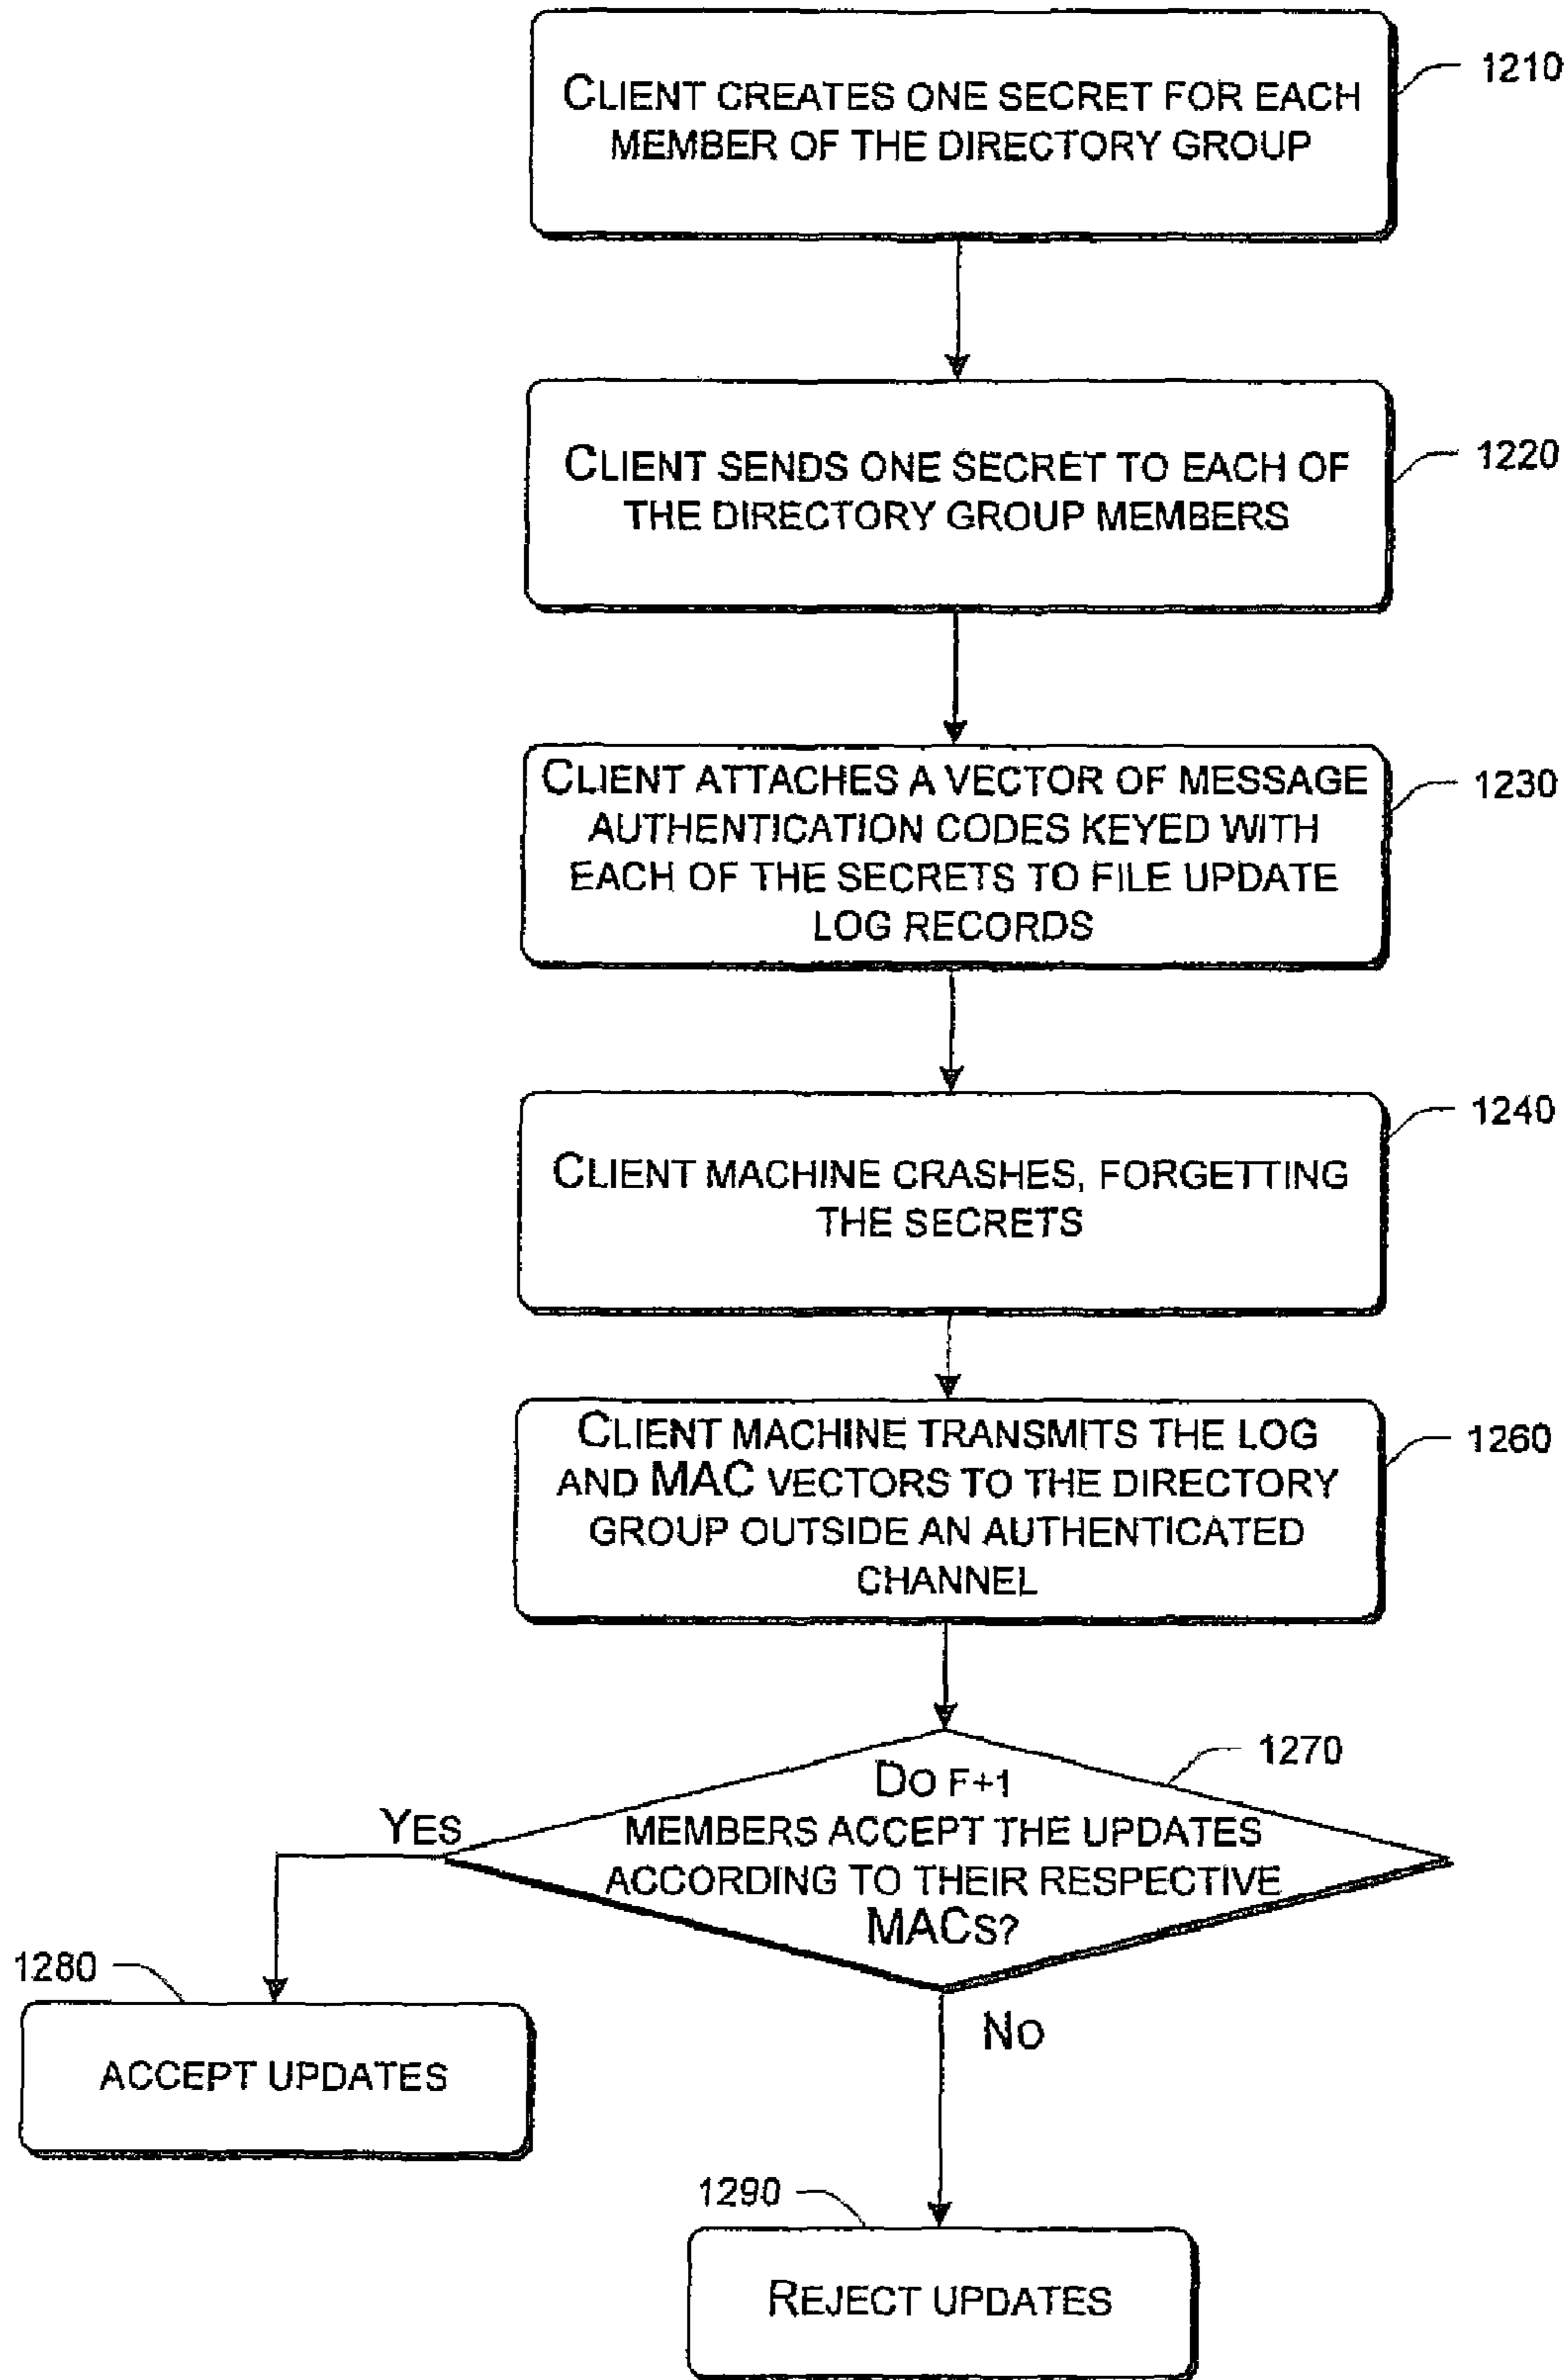 CLIENT CREATES ONE SECRET FOR EACH
MEMBER OF THE DIRECTORY GROUP
1210
CLIENT SENDS ONE SECRET TO EACH OF
THE DIRECTORY GROUP MEMBERS
1220
CLIENT ATTACHES A VECTOR OF MESSAGE
AUTHENTICATION CODES KEYED WITH
EACH OF THE SECRETS TO FILE UPDATE
LOG RECORDS
1230
CLIENT MACHINE CRASHES, FORGETTING
THE SECRETS
1240
CLIENT MACHINE TRANSMITS THE LOG
AND MAC VECTORS TO THE DIRECTORY
GROUP OUTSIDE AN AUTHENTICATED
CHANNEL
1260
DO F+1
MEMBERS ACCEPT THE UPDATES
ACCORDING TO THEIR RESPECTIVE
MACS?
1270
YES
NO
1280
ACCEPT UPDATES
1290
REJECT UPDATES